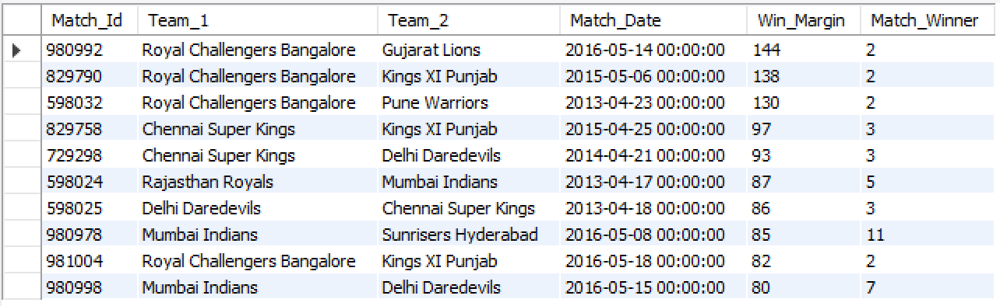 Match_Id Team_1 Team_2 Match_Date Win_Margin Match_Winner
980992 Royal Challengers Bangalore Gujarat Lions 2016-05-14 00:00:00 144 2
829790 Royal Challengers Bangalore Kings XI Punjab 2015-05-06 00:00:00 138 2
598032 Royal Challengers Bangalore Pune Warriors 2013-04-23 00:00:00 130 2
829758 Chennai Super Kings Kings XI Punjab 2015-04-25 00:00:00 97 3
729298 Chennai Super Kings Delhi Daredevils 2014-04-21 00:00:00 93 3
598024 Rajasthan Royals Mumbai Indians 2013-04-17 00:00:00 87 5
598025 Delhi Daredevils Chennai Super Kings 2013-04-18 00:00:00 86 3
980978 Mumbai Indians Sunrisers Hyderabad 2016-05-08 00:00:00 85 11
981004 Royal Challengers Bangalore Kings XI Punjab 2016-05-18 00:00:00 82 2
980998 Mumbai Indians Delhi Daredevils 2016-05-15 00:00:00 80 7